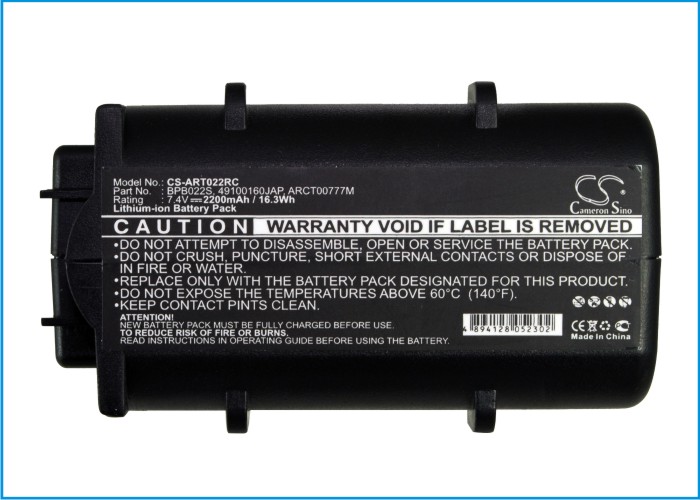 Model No.: CS-ART022RC
Part No. : BPB022S, 49100160JAP, ARCT00777M
Rating : 7.4V⎓2200mAh / 16.3Wh
Lithium-ion Battery Pack
CS
Cameron Sino
CAUTION WARRANTY VOID IF LABEL IS REMOVED
•DO NOT ATTEMPT TO DISASSEMBLE, OPEN OR SERVICE THE BATTERY PACK.
•DO NOT CRUSH, PUNCTURE, SHORT EXTERNAL CONTACTS OR DISPOSE OF
IN FIRE OR WATER.
•REPLACE ONLY WITH THE BATTERY PACK DESIGNATED FOR THIS PACK.
•DO NOT EXPOSE THE TEMPERATURES ABOVE 60°C (140°F).
•KEEP CONTACT PINTS CLEAN.
ATTENTION!
NEW BATTERY PACK MUST BE FULLY CHARGED BEFORE FIRST USE.
TO REDUCE RISK OF FIRE OR BURNS.
READ INSTRUCTIONS IN OPERATING GUIDE BEFORE USING BATTERY PACK.
4 894128 052302
CE
Made in China